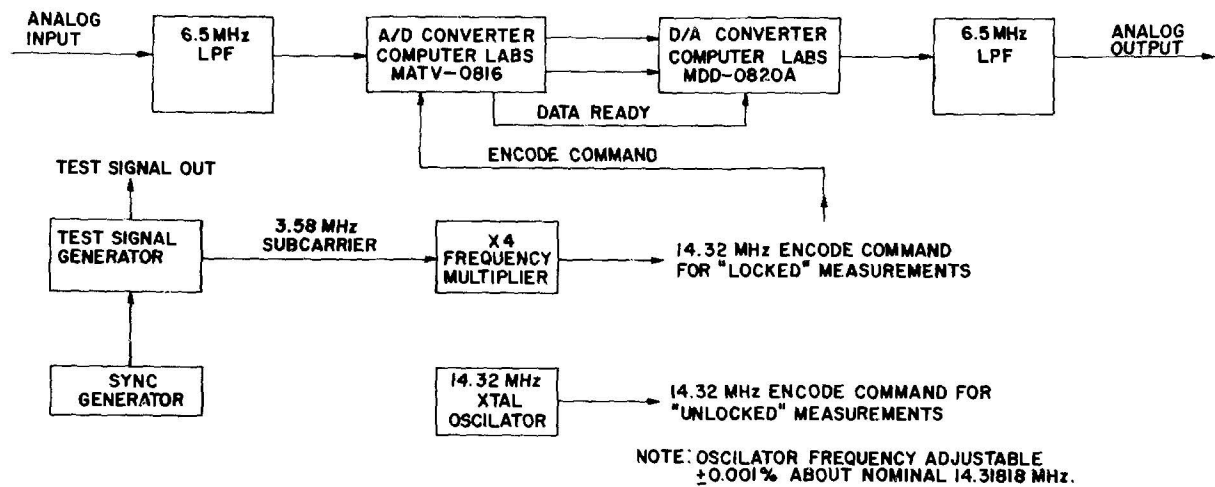 ANALOG
INPUT
6.5 MHz
LPF
A/D CONVERTER
COMPUTER LABS
MATV-0816
D/A CONVERTER
COMPUTER LABS
MDD-0820A
6.5 MHz
LPF
ANALOG
OUTPUT
DATA READY
ENCODE COMMAND
TEST SIGNAL OUT
TEST SIGNAL
GENERATOR
3.58 MHz
SUBCARRIER
X4
FREQUENCY
MULTIPLIER
14.32 MHz ENCODE COMMAND
FOR "LOCKED" MEASUREMENTS
SYNC
GENERATOR
14.32 MHz
XTAL
OSCILATOR
14.32 MHz ENCODE COMMAND FOR
"UNLOCKED" MEASUREMENTS
NOTE: OSCILATOR FREQUENCY ADJUSTABLE
±0.001% ABOUT NOMINAL 14.31818 MHz.